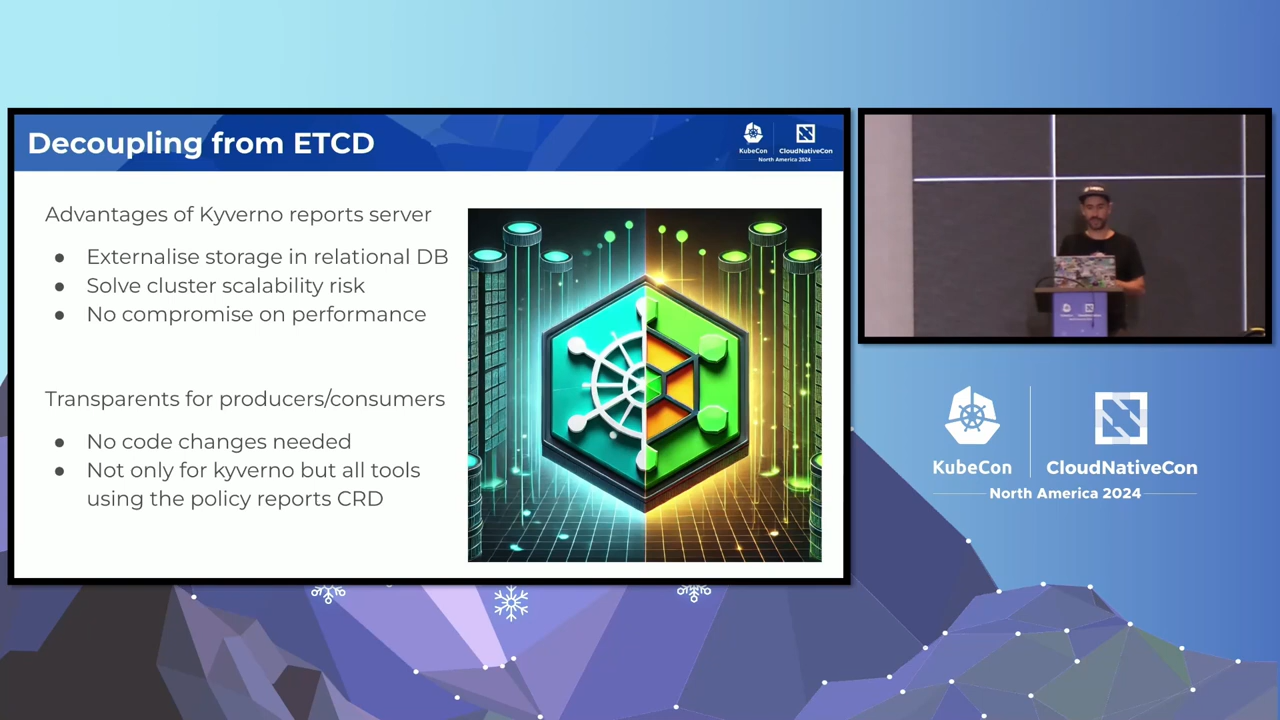 Decoupling from ETCD
KubeCon
CloudNativeCon
North America 2024
Advantages of Kyverno reports server
● Externalise storage in relational DB
● Solve cluster scalability risk
● No compromise on performance
Transparents for producers/consumers
● No code changes needed
● Not only for kyverno but all tools
using the policy reports CRD
KubeCon
CloudNativeCon
North America 2024